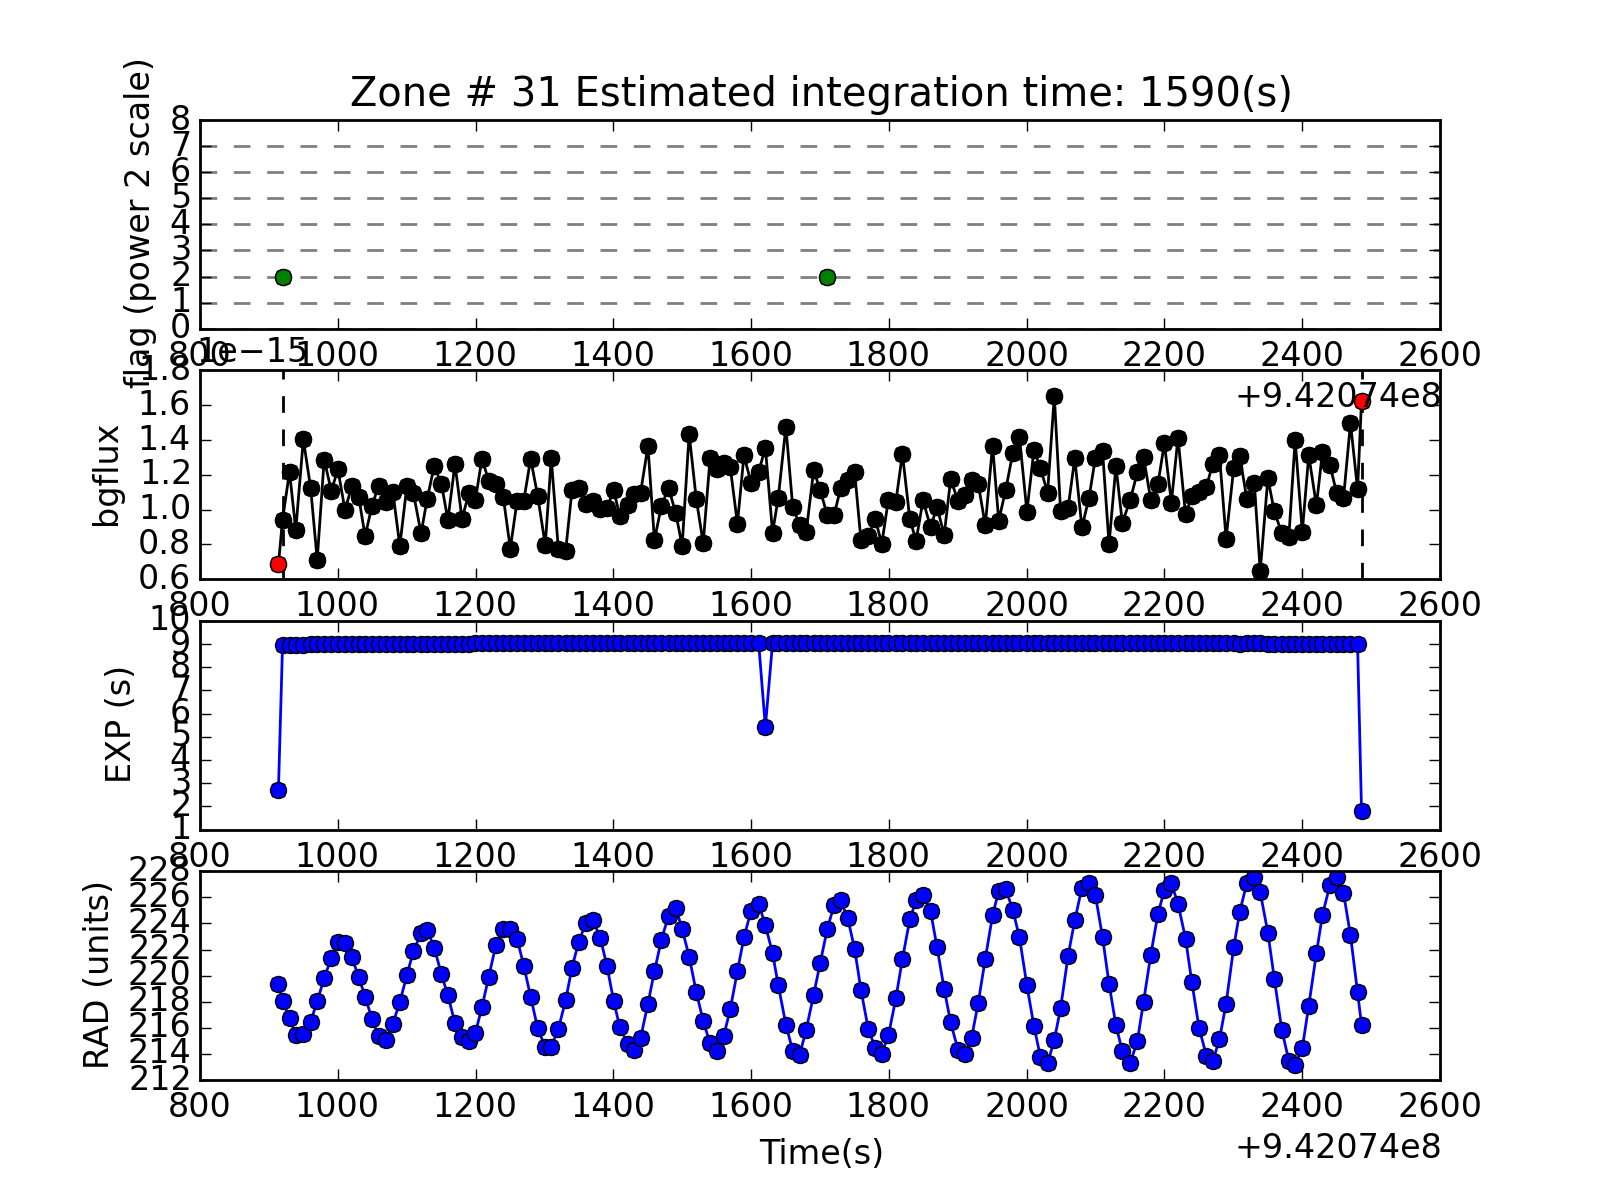 Zone # 31 Estimated integration time: 1590(s)
flag (power 2 scale)
8
7
6
5
4
3
2
1
0
800 1000 1200 1400 1600 1800 2000 2200 2400 2600
1e−15
+9.42074e8
bgflux
1.8
1.6
1.4
1.2
1.0
0.8
0.6
800 1000 1200 1400 1600 1800 2000 2200 2400 2600
EXP (s)
10
9
8
7
6
5
4
3
2
1
800 1000 1200 1400 1600 1800 2000 2200 2400 2600
RAD (units)
228
226
224
222
220
218
216
214
212
800 1000 1200 1400 1600 1800 2000 2200 2400 2600
Time(s)
+9.42074e8